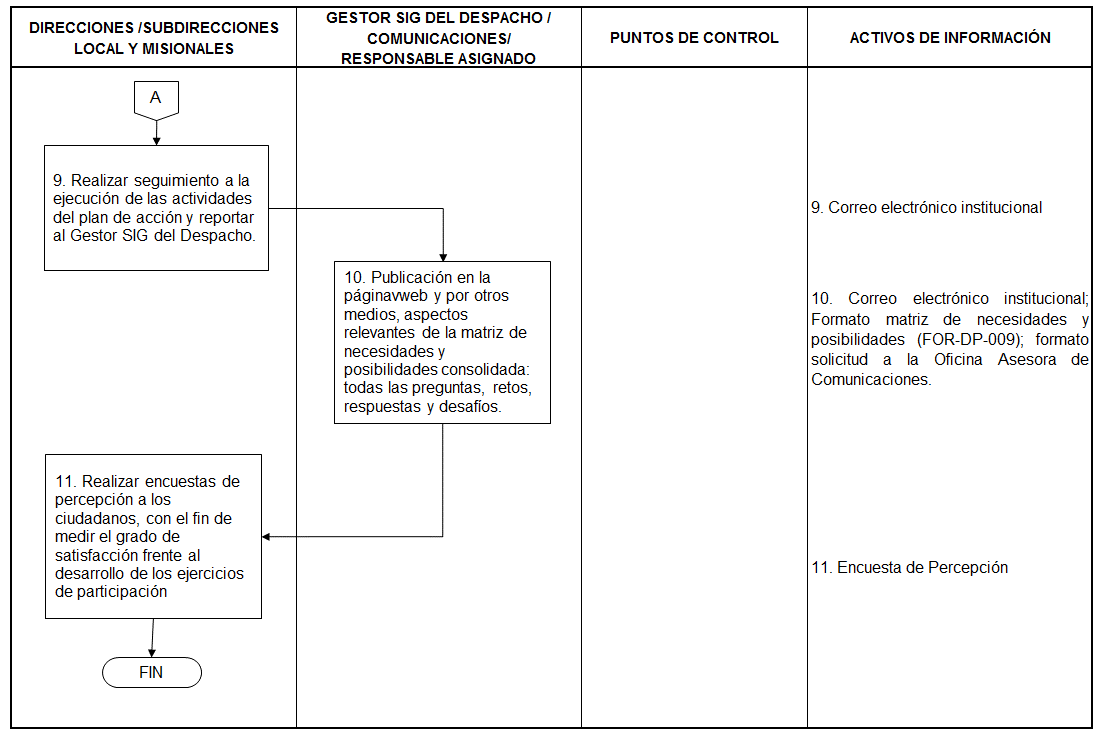 DIRECCIONES /SUBDIRECCIONES
LOCAL Y MISIONALES
GESTOR SIG DEL DESPACHO /
COMUNICACIONES/
RESPONSABLE ASIGNADO
PUNTOS DE CONTROL
ACTIVOS DE INFORMACIÓN
A
9. Realizar seguimiento a la
ejecución de las actividades
del plan de acción y reportar
al Gestor SIG del Despacho.
9. Correo electrónico institucional
10. Publicación en la
páginavweb y por otros
medios, aspectos
relevantes de la matriz de
necesidades y
posibilidades consolidada:
todas las preguntas, retos,
respuestas y desafíos.
10. Correo electrónico institucional;
Formato matriz de necesidades y
posibilidades (FOR-DP-009); formato
solicitud a la Oficina Asesora de
Comunicaciones.
11. Realizar encuestas de
percepción a los
ciudadanos, con el fin de
medir el grado de
satisfacción frente al
desarrollo de los ejercicios
de participación
11. Encuesta de Percepción
FIN